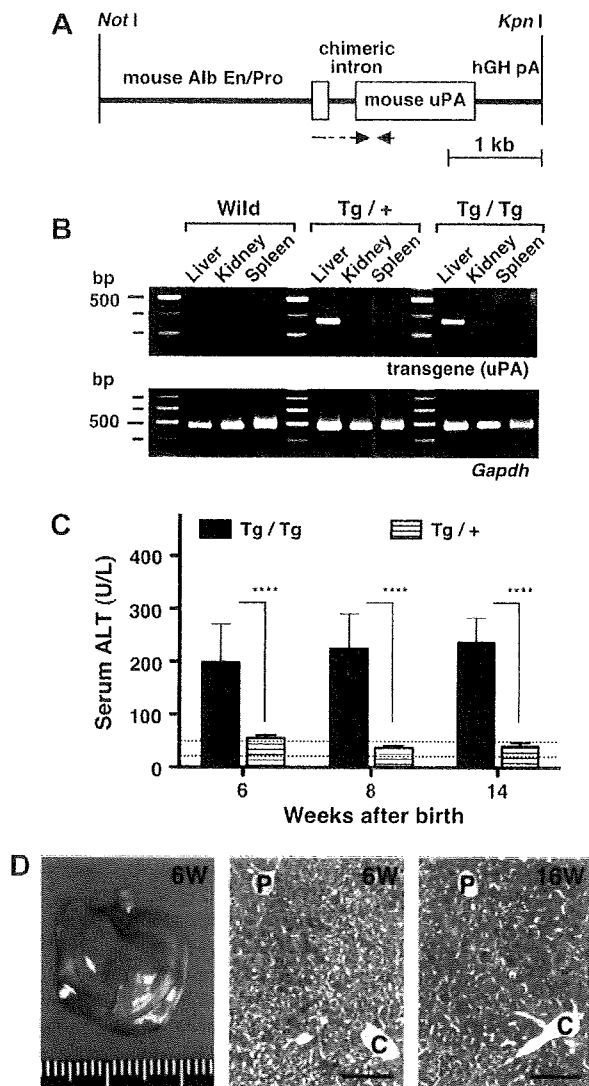 A
Not I
Kpn I
chimeric
intron
hGH pA
mouse Alb En/Pro
mouse uPA
1 kb
B
Wild
Tg / +
Tg / Tg
Liver
Kidney
Spleen
Liver
Kidney
Spleen
Liver
Kidney
Spleen
bp
500
transgene (uPA)
bp
500
Gapdh
C
Tg / Tg
Tg / +
Serum ALT (U/L)
400
300
200
100
0
****
****
****
6
8
14
Weeks after birth
D
6W
P
6W
C
P
16W
C